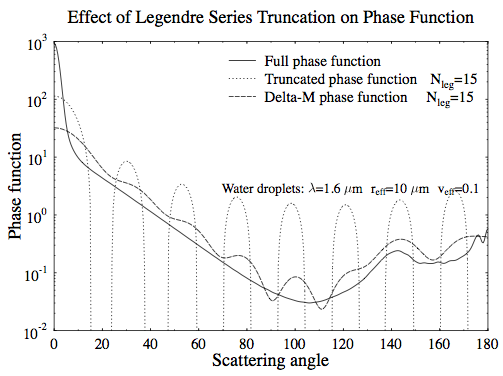 Effect of Legendre Series Truncation on Phase Function
Full phase function
Truncated phase function N_leg=15
Delta-M phase function N_leg=15
Water droplets: λ=1.6 μm r_eff=10 μm v_eff=0.1
Phase function
10^3
10^2
10^1
10^0
10^-1
10^-2
0 20 40 60 80 100 120 140 160 180
Scattering angle